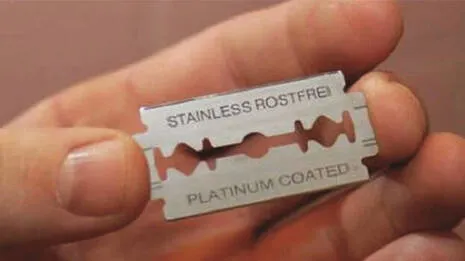 STAINLESS ROSTFREI
PLATINUM COATED